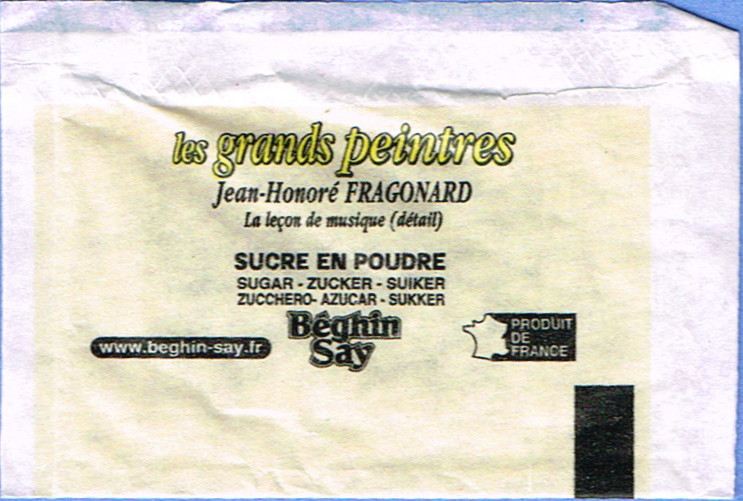 les grands peintres
Jean-Honoré FRAGONARD
La leçon de musique (détail)
SUCRE EN POUDRE
SUGAR - ZUCKER - SUIKER
ZUCCHERO- AZUCAR - SUKKER
Béghin
Say
www.beghin-say.fr
PRODUIT
DE
FRANCE